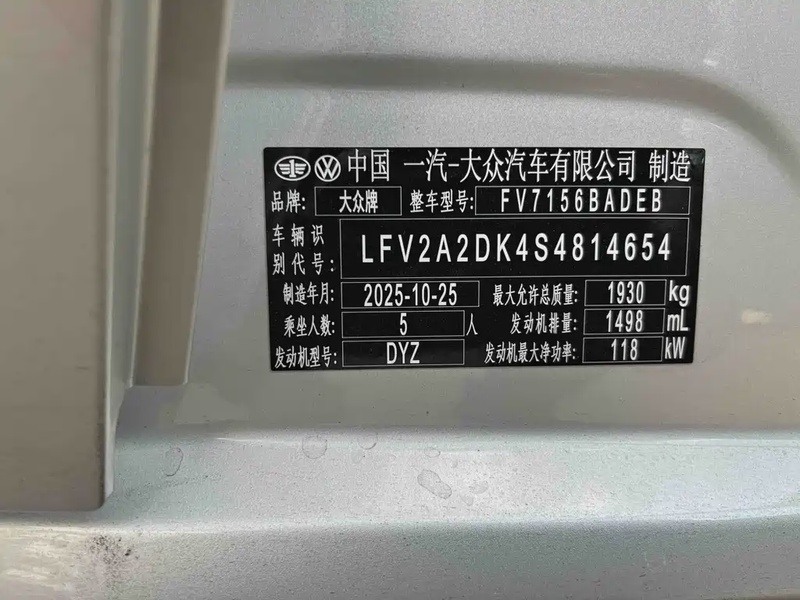 中国 一汽-大众汽车有限公司 制造
品牌: 大众牌 整车型号: FV7156BADEB
车辆识别代号: LFV2A2DK4S4814654
制造年月: 2025-10-25 最大允许总质量: 1930 kg
乘坐人数: 5 人 发动机排量: 1498 mL
发动机型号: DYZ 发动机最大净功率: 118 kW